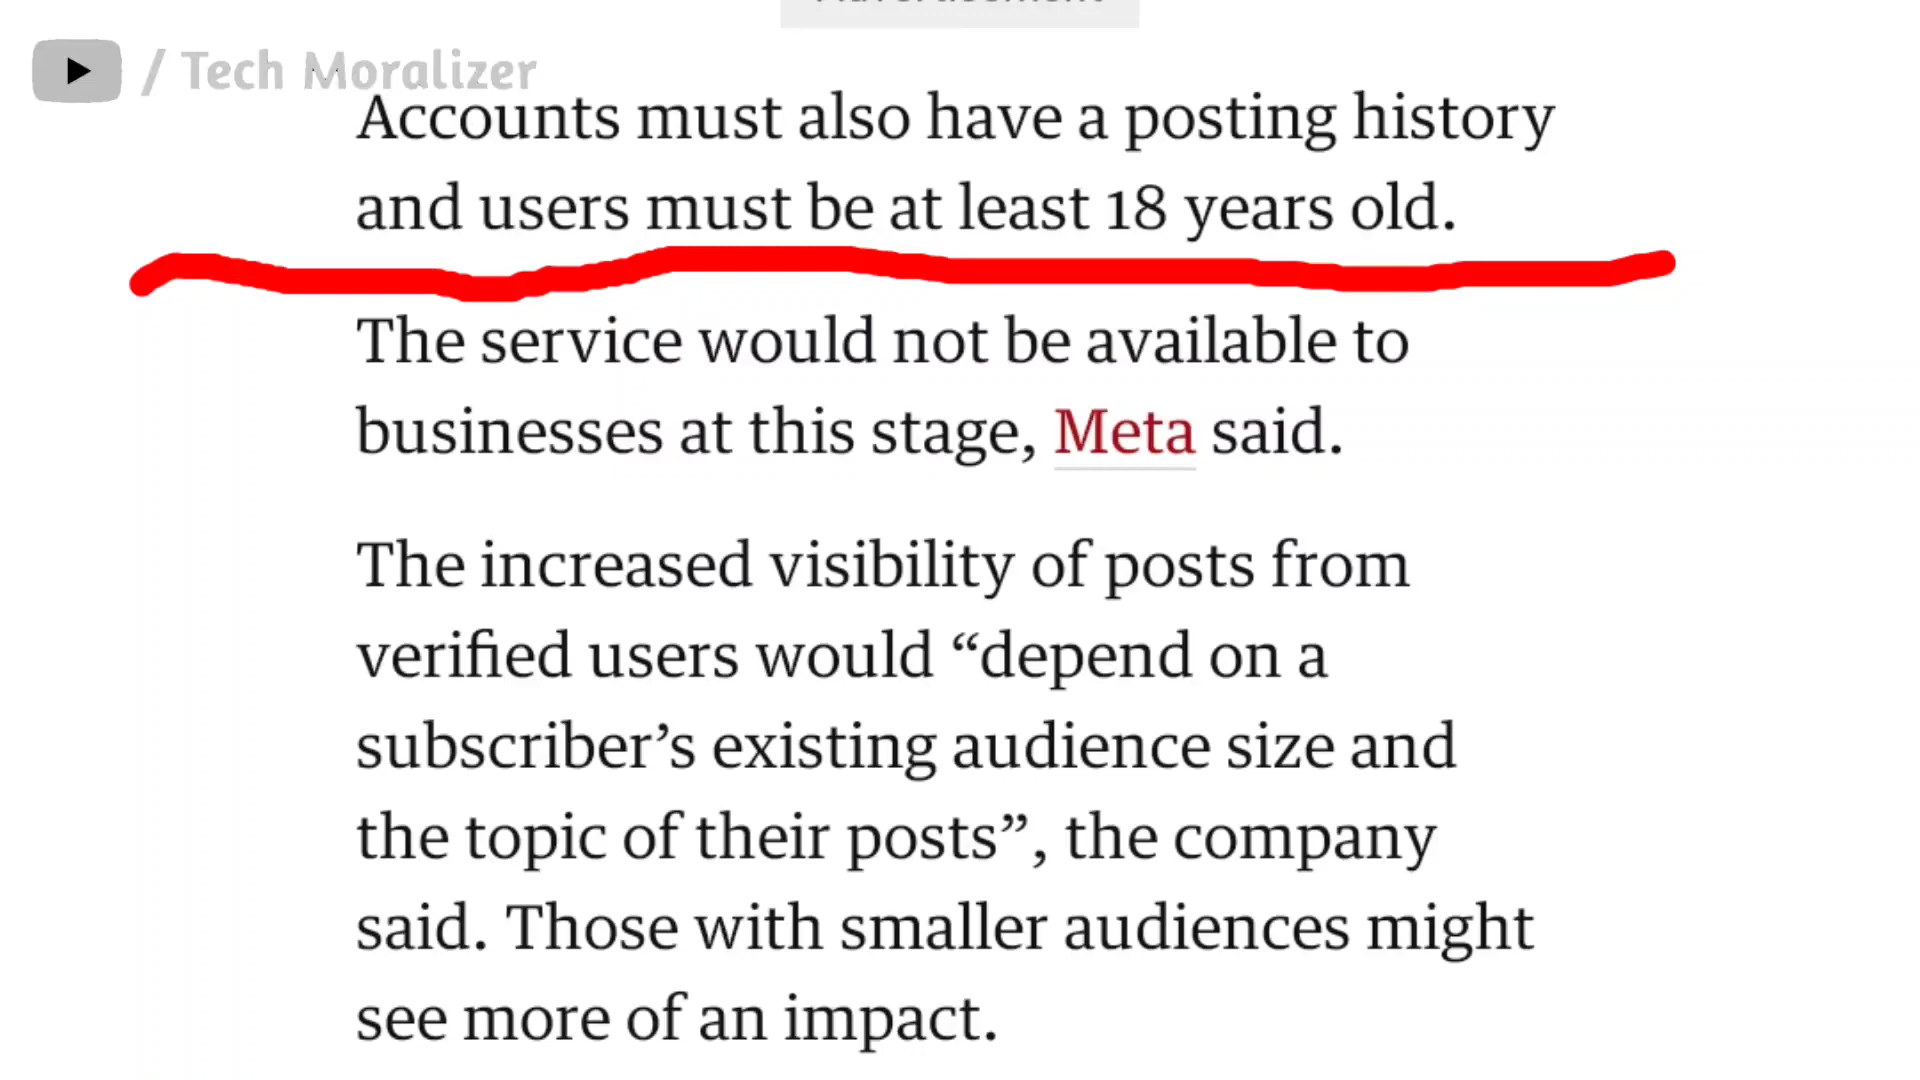 / Tech Moralizer
Accounts must also have a posting history
and users must be at least 18 years old.
The service would not be available to
businesses at this stage, Meta said.
The increased visibility of posts from
verified users would “depend on a
subscriber’s existing audience size and
the topic of their posts”, the company
said. Those with smaller audiences might
see more of an impact.